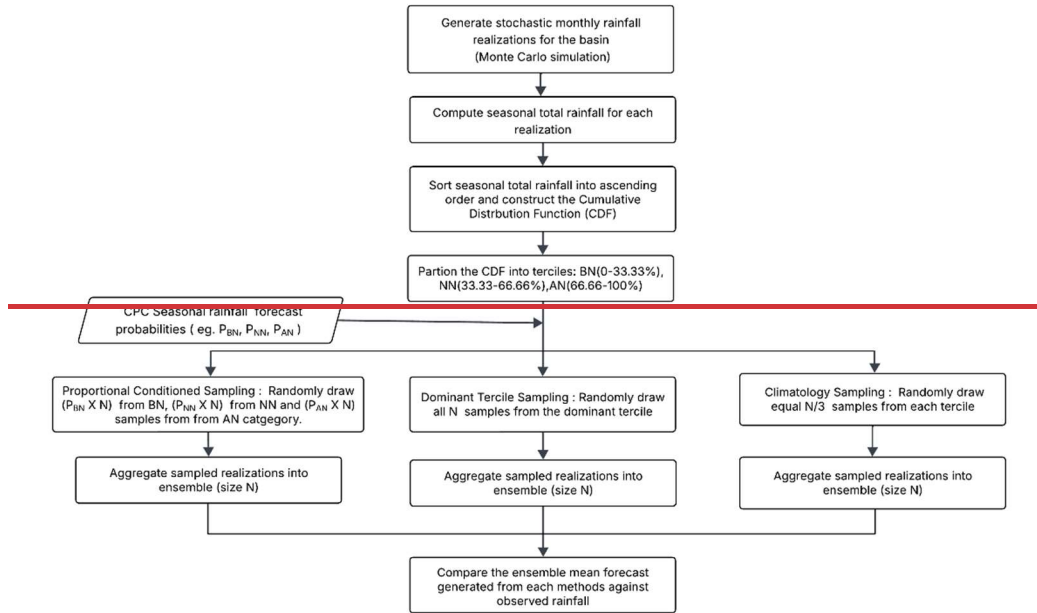 Generate stochastic monthly rainfall
realizations for the basin
(Monte Carlo simulation)
Compute seasonal total rainfall for each
realization
Sort seasonal total rainfall into ascending
order and construct the Cumulative
Distrbution Function (CDF)
Partion the CDF into terciles: BN(0-33.33%),
NN(33.33-66.66%),AN(66.66-100%)
CPC Seasonal rainfall forecast
probabilities ( eg. P_BN, P_NN, P_AN )
Proportional Conditioned Sampling : Randomly draw
(P_BN X N) from BN, (P_NN X N) from NN and (P_AN X N)
samples from from AN catgegory.
Dominant Tercile Sampling : Randomly draw
all N samples from the dominant tercile
Climatology Sampling : Randomly draw
equal N/3 samples from each tercile
Aggregate sampled realizations into
ensemble (size N)
Aggregate sampled realizations into
ensemble (size N)
Aggregate sampled realizations into
ensemble (size N)
Compare the ensemble mean forecast
generated from each methods against
observed rainfall